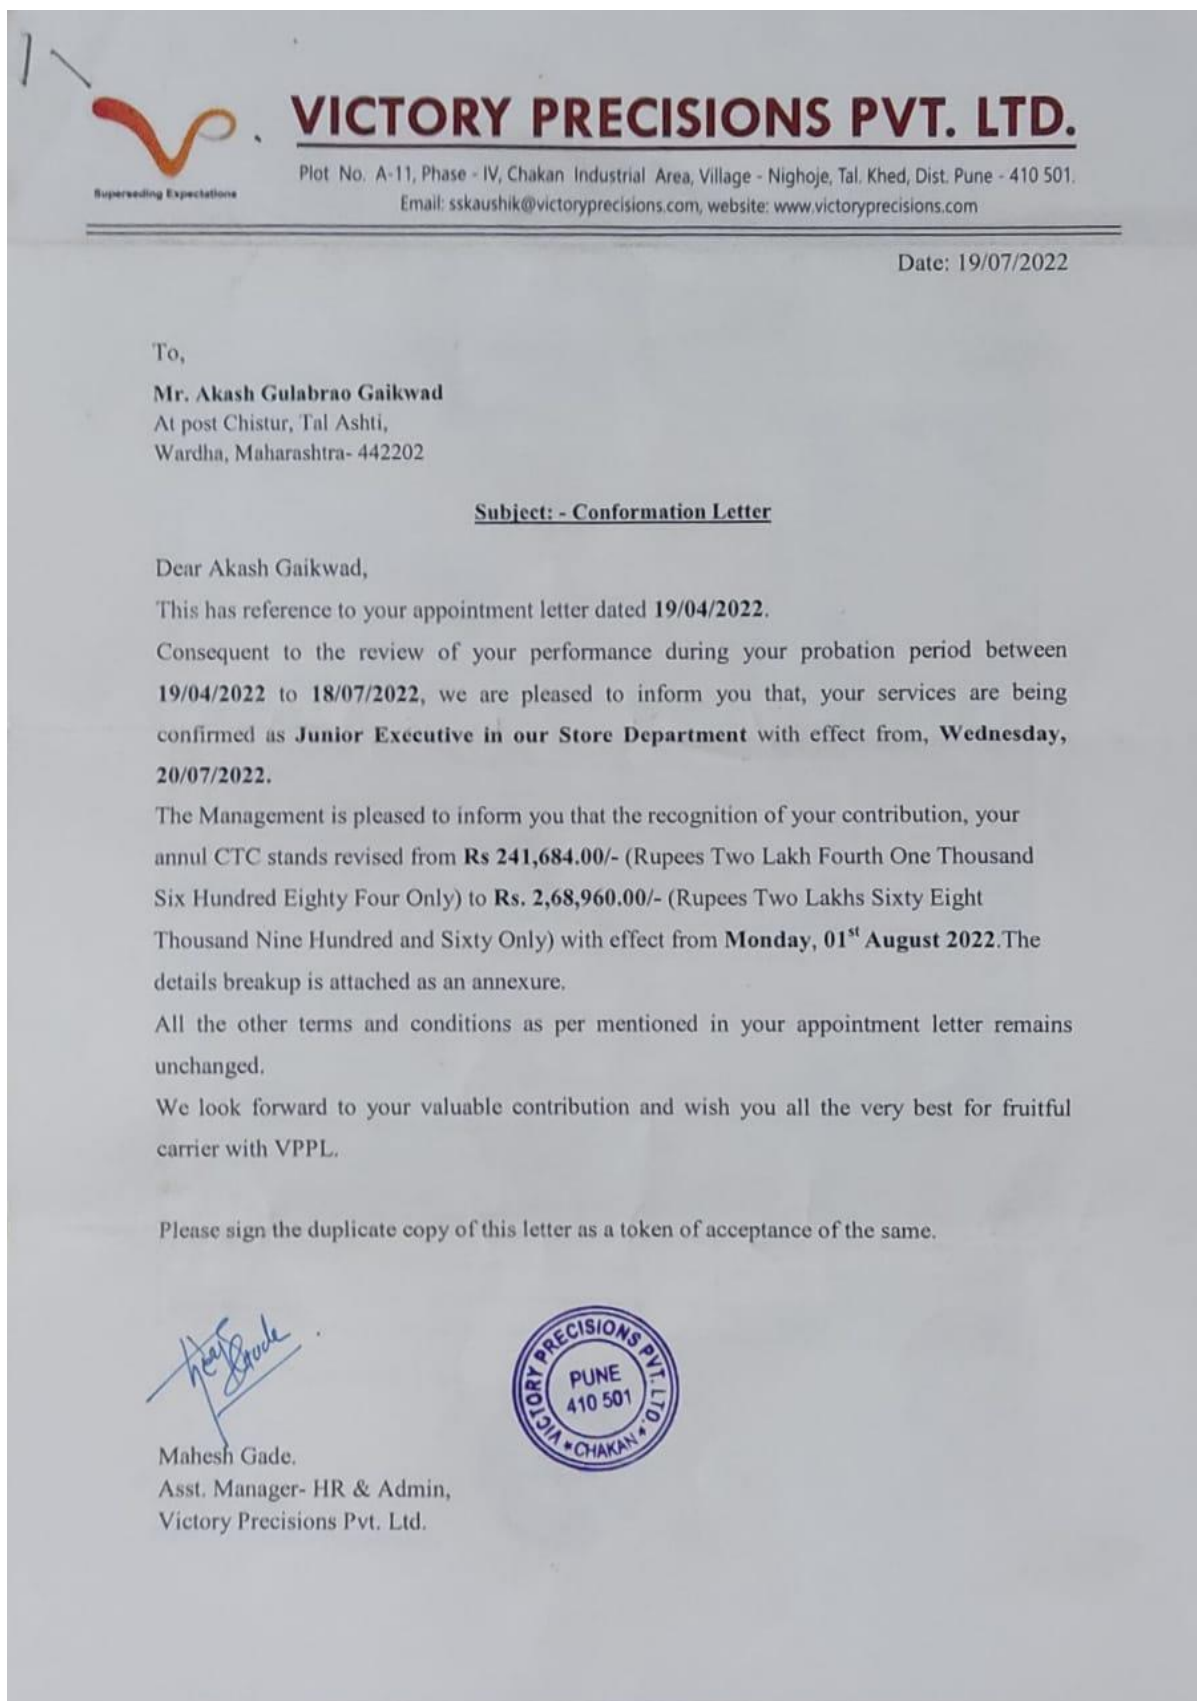 VICTORY PRECISIONS PVT. LTD.
Superseding Expectations
Plot No. A-11, Phase - IV, Chakan Industrial Area, Village - Nighoje, Tal. Khed, Dist. Pune - 410 501.
Email: sskaushik@victoryprecisions.com, website: www.victoryprecisions.com
Date: 19/07/2022
To,
Mr. Akash Gulabrao Gaikwad
At post Chistur, Tal Ashti,
Wardha, Maharashtra- 442202
Subject: - Conformation Letter
Dear Akash Gaikwad,
This has reference to your appointment letter dated 19/04/2022.
Consequent to the review of your performance during your probation period between
19/04/2022 to 18/07/2022, we are pleased to inform you that, your services are being
confirmed as Junior Executive in our Store Department with effect from, Wednesday,
20/07/2022.
The Management is pleased to inform you that the recognition of your contribution, your
annul CTC stands revised from Rs 241,684.00/- (Rupees Two Lakh Fourth One Thousand
Six Hundred Eighty Four Only) to Rs. 2,68,960.00/- (Rupees Two Lakhs Sixty Eight
Thousand Nine Hundred and Sixty Only) with effect from Monday, 01st August 2022.The
details breakup is attached as an annexure.
All the other terms and conditions as per mentioned in your appointment letter remains
unchanged.
We look forward to your valuable contribution and wish you all the very best for fruitful
carrier with VPPL.
Please sign the duplicate copy of this letter as a token of acceptance of the same.
VICTORY PRECISIONS PVT. LTD.
PUNE
410 501
* CHAKAN *
Mahesh Gade.
Asst. Manager- HR & Admin,
Victory Precisions Pvt. Ltd.